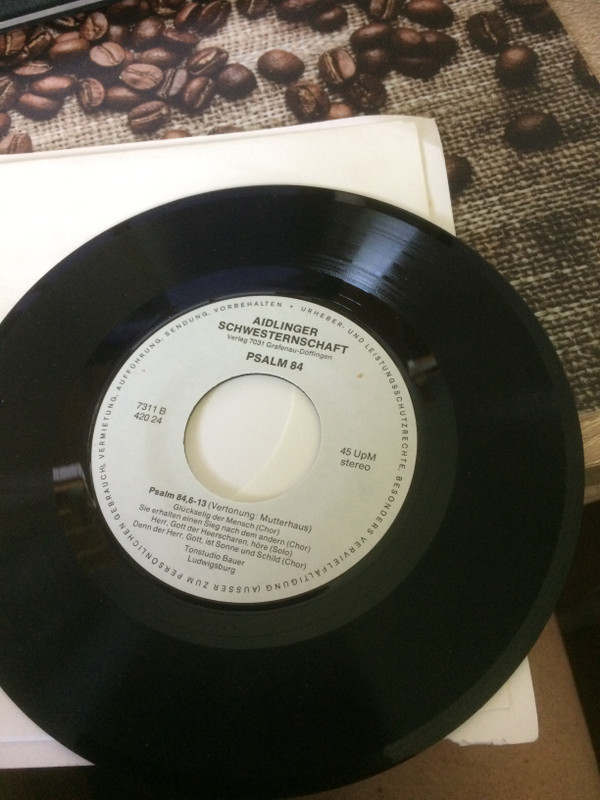 URHEBER- UND LEISTUNGSSCHUTZRECHTE, BESONDERS VERVIELFÄLTIGUNG (AUSSER ZUM PERSÖNLICHEN GEBRAUCH), VERMIETUNG, AUFFÜHRUNG, SENDUNG, VORBEHALTEN •
AIDLINGER
SCHWESTERNSCHAFT
Verlag 7031 Grafenau-Döffingen
PSALM 84
7311 B
420 24
45 UpM
stereo
Psalm 84,6-13 (Vertonung: Mutterhaus)
Glückselig der Mensch (Chor)
Sie erhalten einen Sieg nach dem andern (Chor)
Herr, Gott der Heerscharen, höre (Solo)
Denn der Herr, Gott, ist Sonne und Schild (Chor)
Tonstudio Bauer
Ludwigsburg